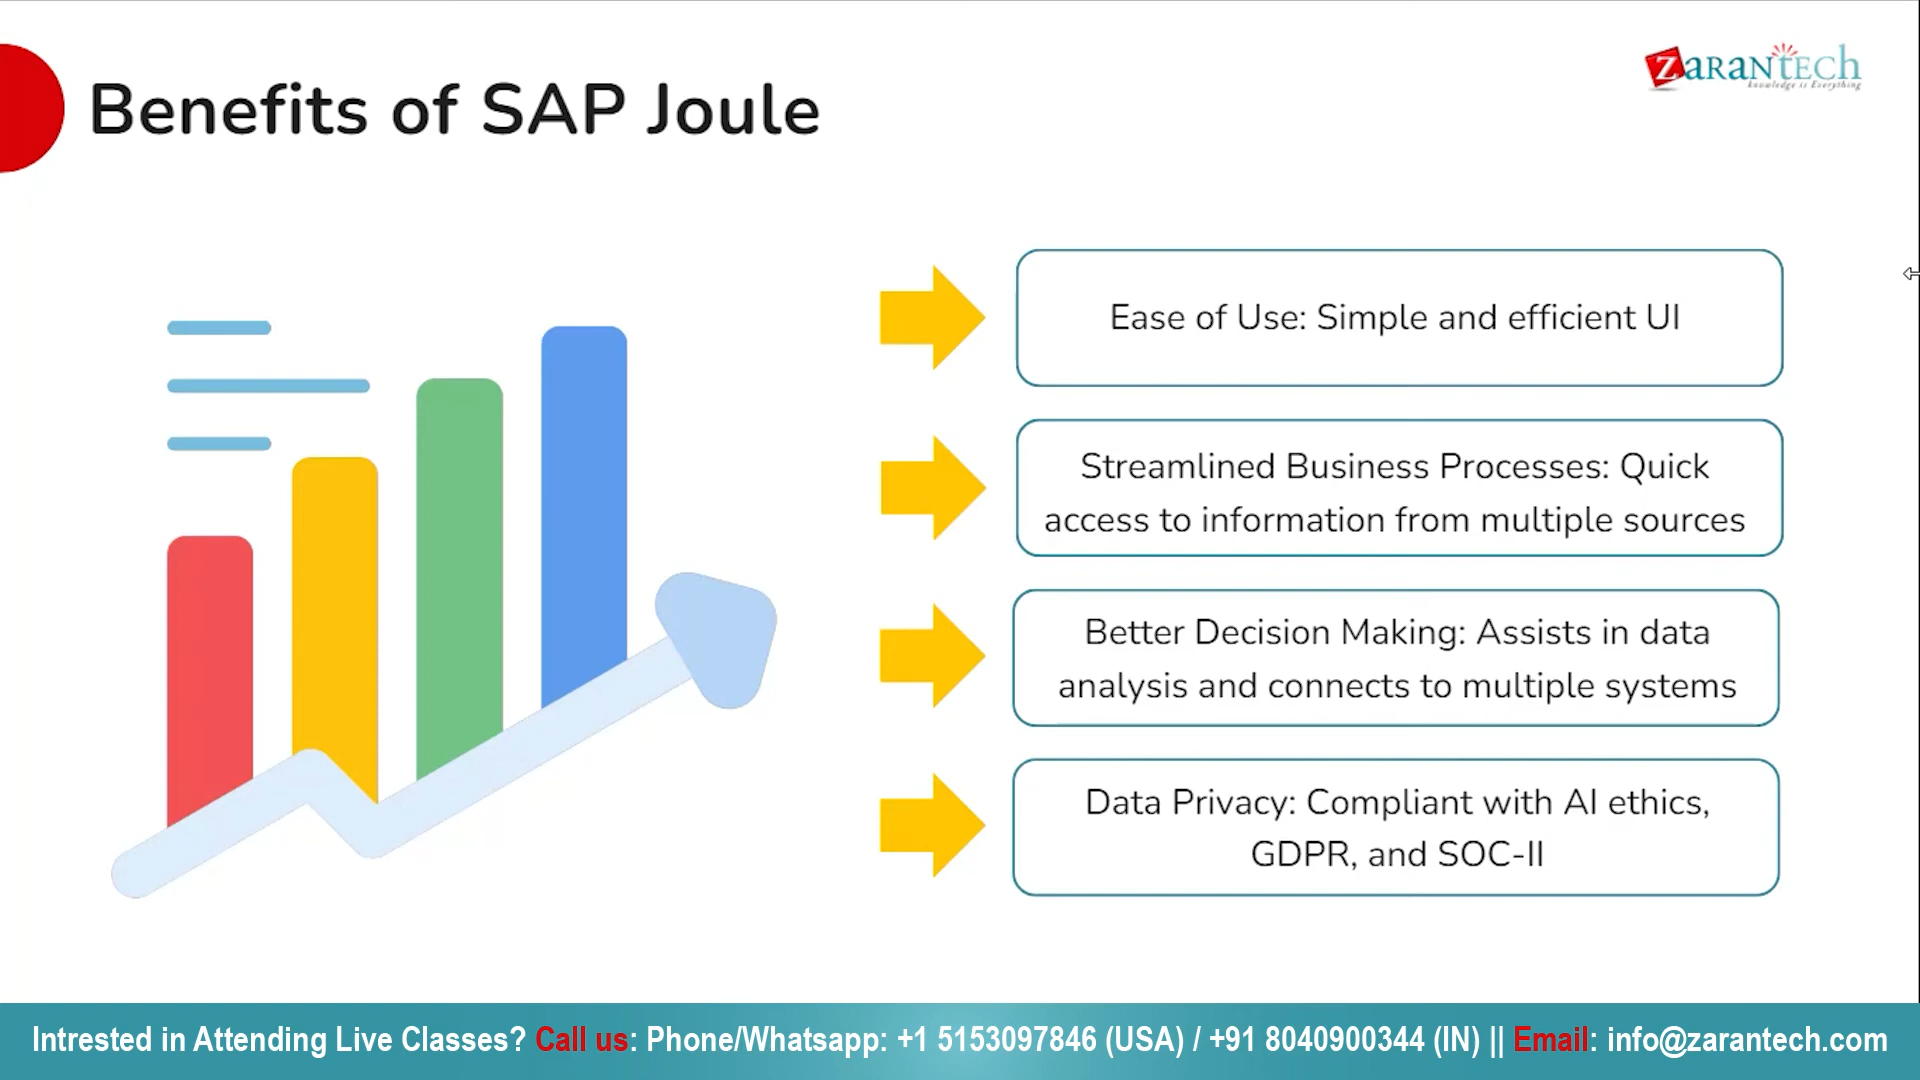 Benefits of SAP Joule
ZaranTech
knowledge is Everything
Ease of Use: Simple and efficient UI
Streamlined Business Processes: Quick
access to information from multiple sources
Better Decision Making: Assists in data
analysis and connects to multiple systems
Data Privacy: Compliant with AI ethics,
GDPR, and SOC-II
Intrested in Attending Live Classes? Call us: Phone/Whatsapp: +1 5153097846 (USA) / +91 8040900344 (IN) || Email: info@zarantech.com